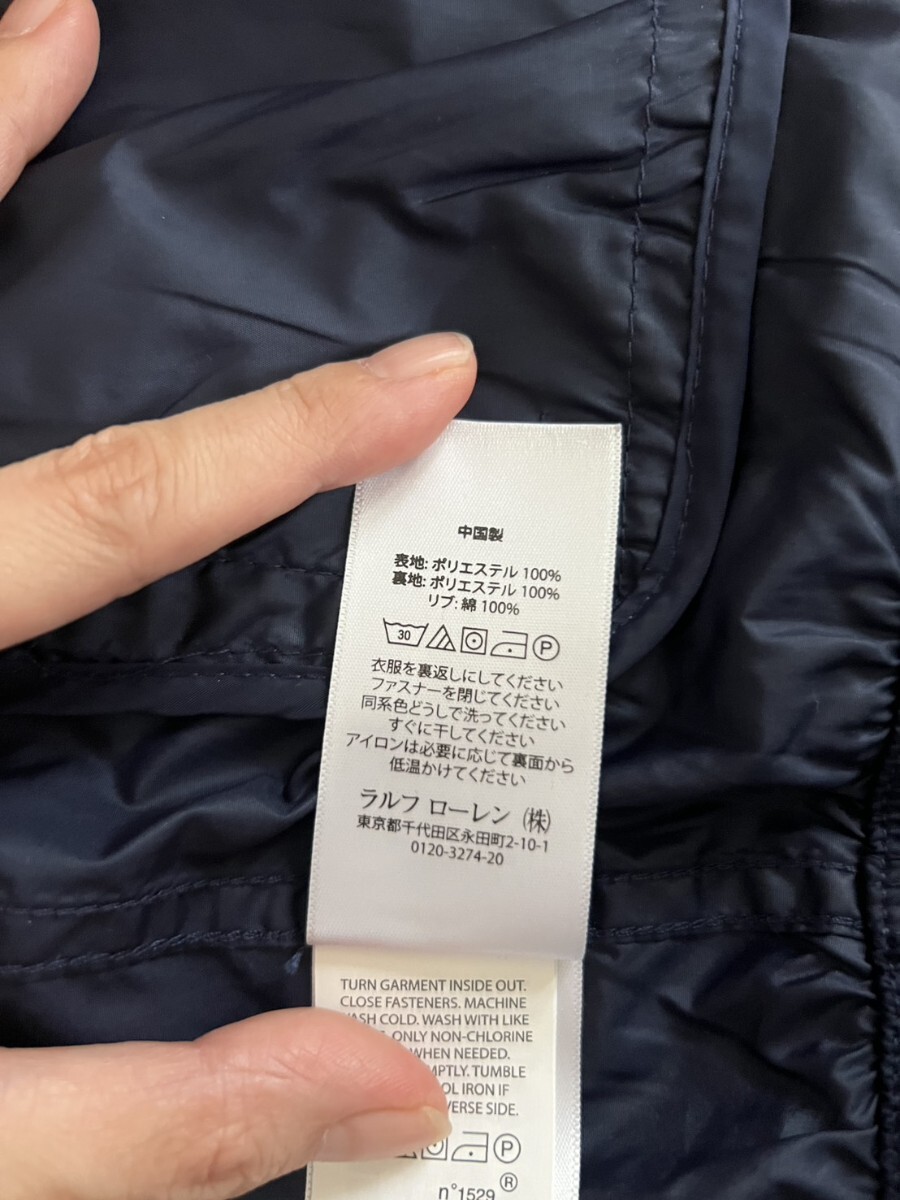 中国製
表地: ポリエステル 100%
裏地: ポリエステル 100%
リブ: 綿 100%
30 P
衣服を裏返しにしてください
ファスナーを閉じてください
同系色どうしで洗ってください
すぐに干してください
アイロンは必要に応じて裏面から
低温かけてください
ラルフ ローレン (株)
東京都千代田区永田町2-10-1
0120-3274-20
TURN GARMENT INSIDE OUT.
CLOSE FASTENERS. MACHINE
COLD. WASH WITH LIKE
ONLY NON-CHLORINE
WHEN NEEDED.
TUMBLE
IRON IF
SIDE.
P
n°1529 ®